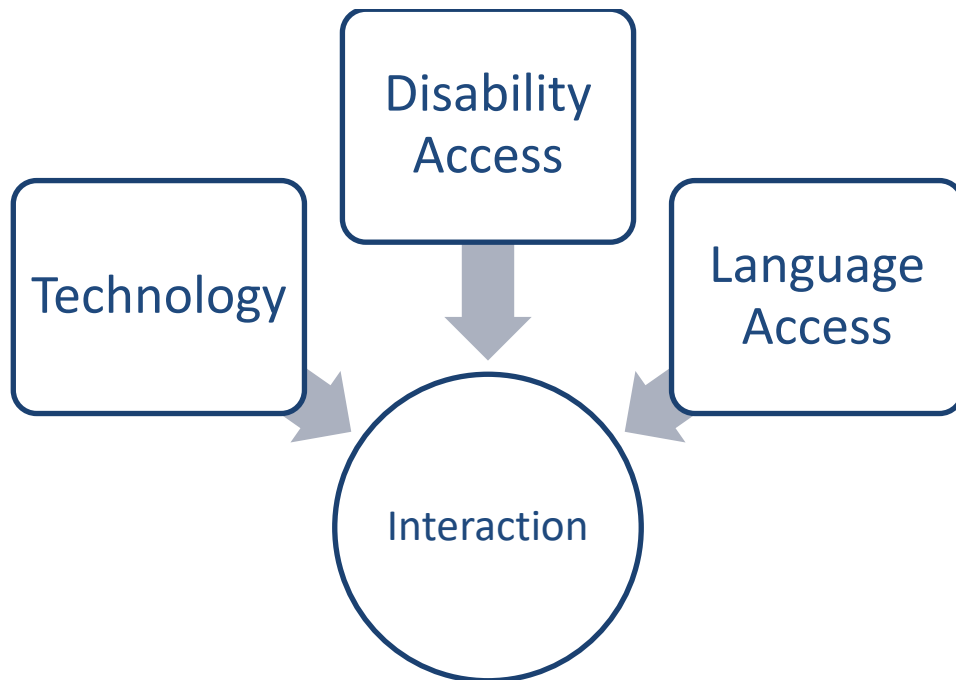 Disability
Access
Technology
Language
Access
Interaction